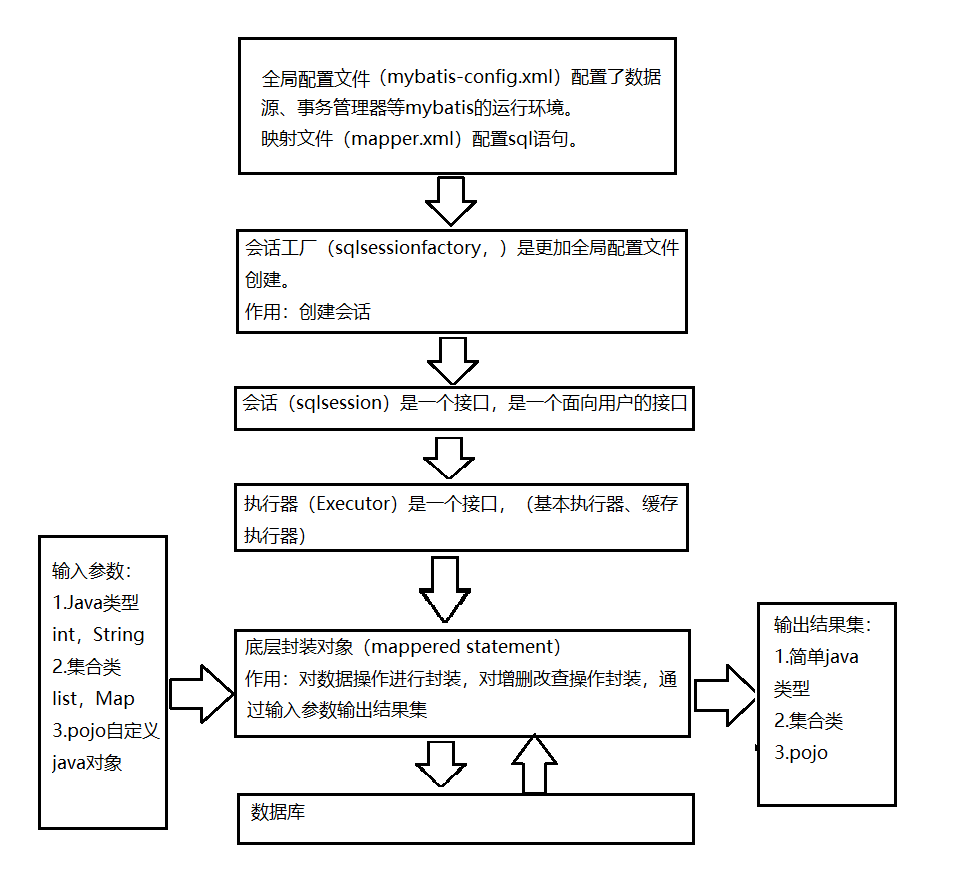 全局配置文件（mybatis-config.xml）配置了数据
源、事务管理器等mybatis的运行环境。
映射文件（mapper.xml）配置sql语句。
会话工厂（sqlsessionfactory，）是更加全局配置文件
创建。
作用：创建会话
会话（sqlsession）是一个接口，是一个面向用户的接口
执行器（Executor）是一个接口，（基本执行器、缓存
执行器）
输入参数：
1.Java类型
int，String
2.集合类
list，Map
3.pojo自定义
java对象
底层封装对象（mappered statement）
作用：对数据操作进行封装，对增删改查操作封装，通
过输入参数输出结果集
输出结果集：
1.简单java
类型
2.集合类
3.pojo
数据库